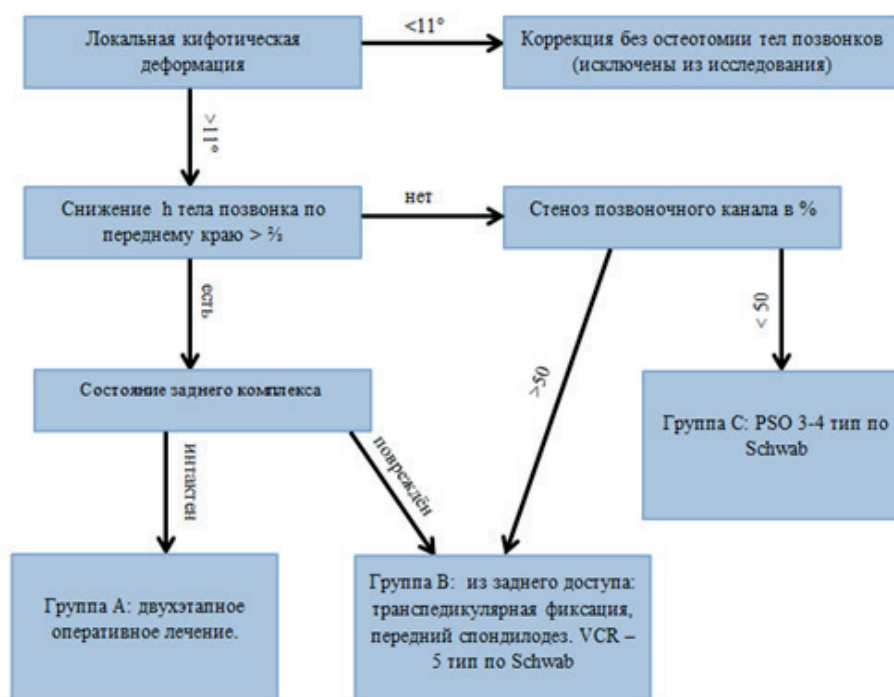 Локальная кифотическая
деформация
<11°
Коррекция без остеотомии тел позвонков
(исключены из исследования)
>11°
Снижение h тела позвонка по
переднему краю > ⅔
нет
Стеноз позвоночного канала в %
есть
>50
< 50
Состояние заднего комплекса
интактен
повреждён
Группа С: PSO 3-4 тип по
Schwab
Группа А: двухэтапное
оперативное лечение.
Группа В: из заднего доступа:
транспедикулярная фиксация,
передний спондилодез. VCR –
5 тип по Schwab